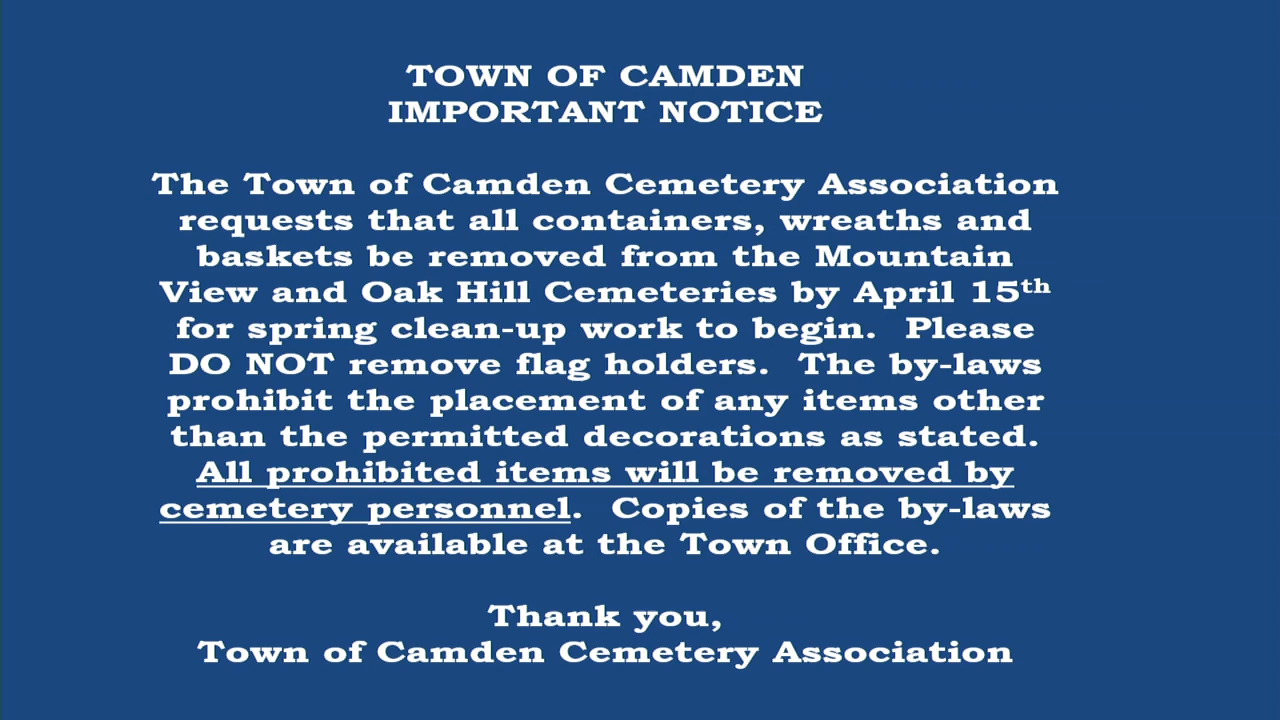 TOWN OF CAMDEN
IMPORTANT NOTICE
The Town of Camden Cemetery Association
requests that all containers, wreaths and
baskets be removed from the Mountain
View and Oak Hill Cemeteries by April 15th
for spring clean-up work to begin.  Please
DO NOT remove flag holders.  The by-laws
prohibit the placement of any items other
than the permitted decorations as stated.
All prohibited items will be removed by
cemetery personnel.  Copies of the by-laws
are available at the Town Office.
Thank you,
Town of Camden Cemetery Association